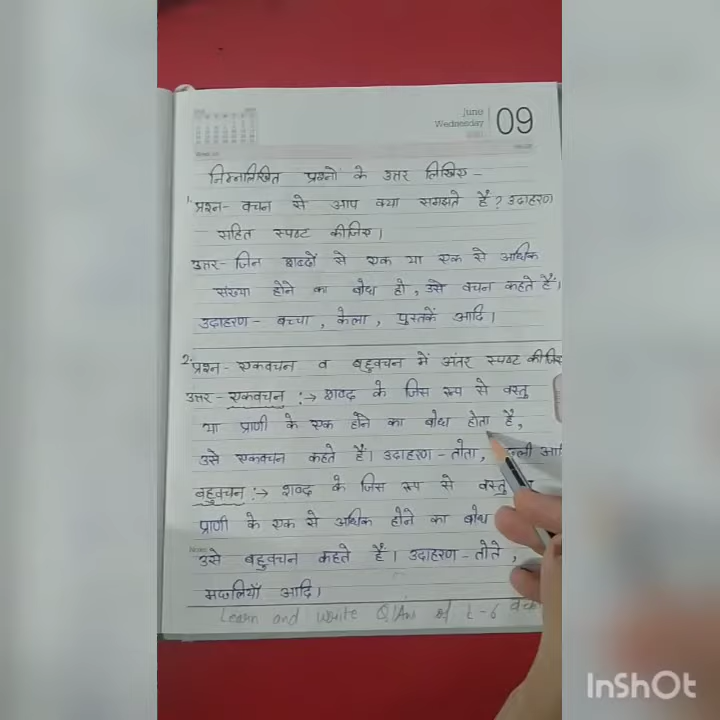 June
Wednesday
09
निम्नलिखित प्रश्नों के उत्तर लिखिए -
1. प्रश्न - वचन से आप क्या समझते हैं ? उदाहरण
सहित स्पष्ट कीजिए।
उत्तर - जिन शब्दों से एक या एक से अधिक
संख्या होने का बोध हो , उसे वचन कहते हैं।
उदाहरण - बच्चा , केला , पुस्तकें आदि।
2. प्रश्न - एकवचन व बहुवचन में अंतर स्पष्ट कीजिए
उत्तर - एकवचन :→ शब्द के जिस रूप से वस्तु
या प्राणी के एक होने का बोध होता है ,
उसे एकवचन कहते हैं। उदाहरण - तोता , आदि
बहुवचन :→ शब्द के जिस रूप से वस्तु
प्राणी के एक से अधिक होने का बोध
उसे बहुवचन कहते हैं। उदाहरण - तोते ,
मछलियाँ आदि।
Learn and write Q/Ans of L-6
InShOt